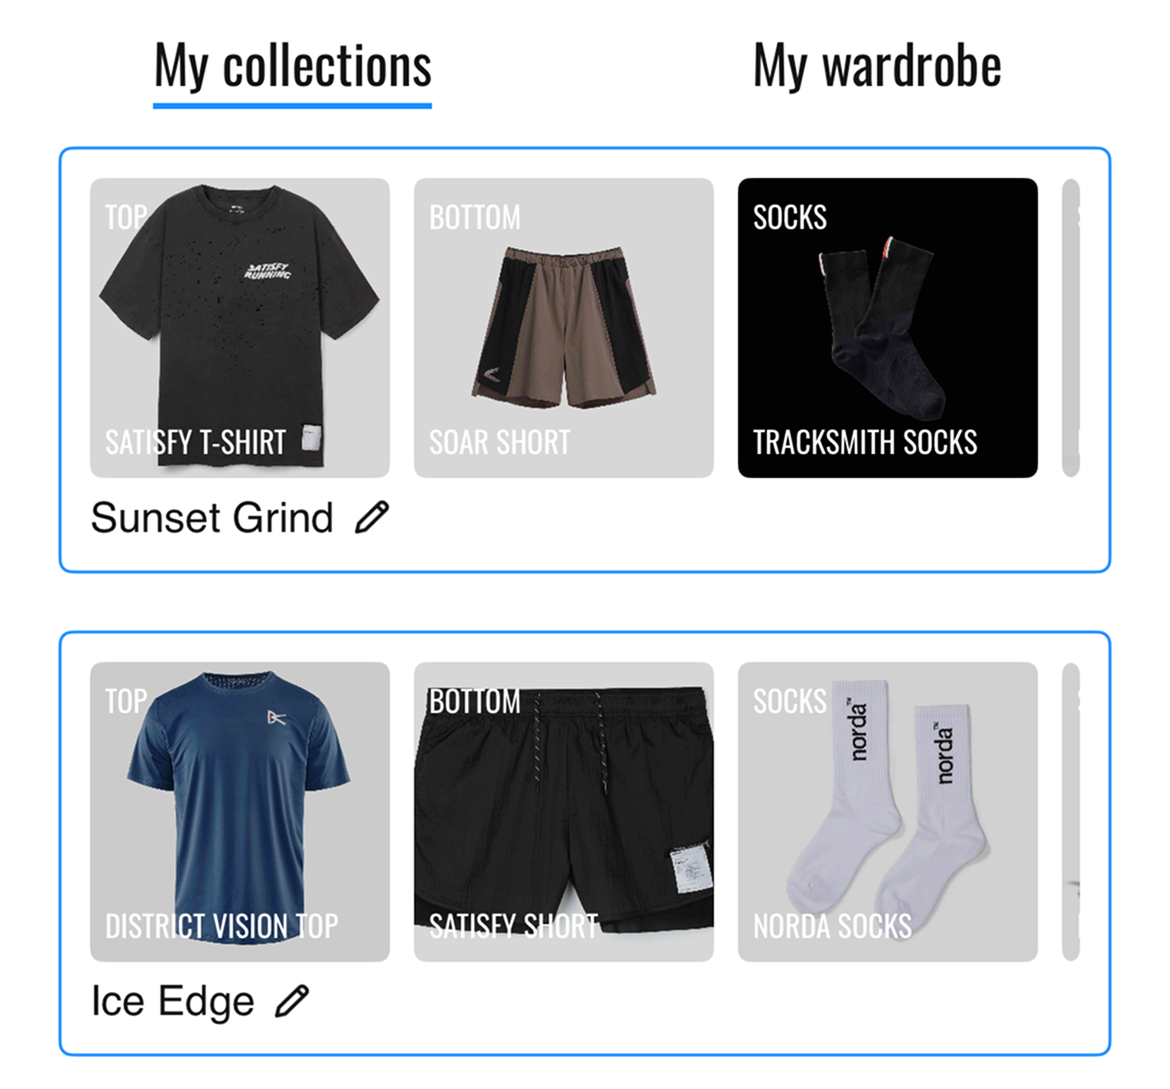 My collections
My wardrobe
TOP
SATISFY
RUNNING
SATISFY T-SHIRT
BOTTOM
SOAR SHORT
SOCKS
TRACKSMITH SOCKS
Sunset Grind
TOP
DISTRICT VISION TOP
BOTTOM
SATISFY SHORT
SOCKS
norda™
norda™
NORDA SOCKS
Ice Edge